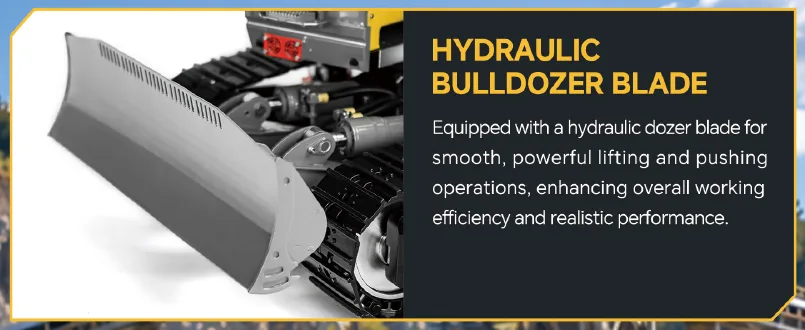 HYDRAULIC
BULLDOZER BLADE
Equipped with a hydraulic dozer blade for
smooth, powerful lifting and pushing
operations, enhancing overall working
efficiency and realistic performance.